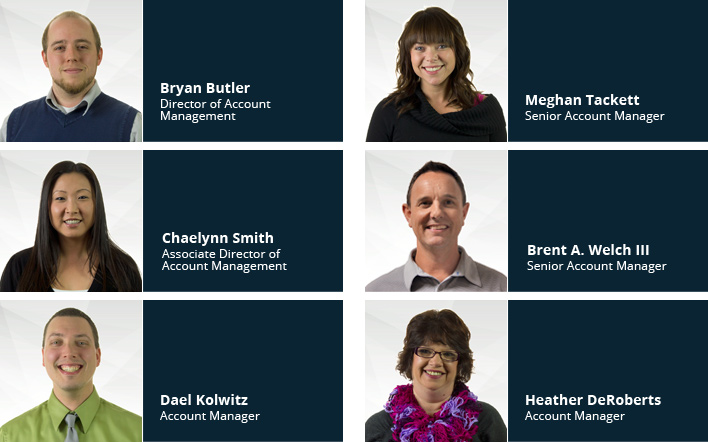 Bryan Butler
Director of Account
Management
Meghan Tackett
Senior Account Manager
Chaelynn Smith
Associate Director of
Account Management
Brent A. Welch III
Senior Account Manager
Dael Kolwitz
Account Manager
Heather DeRoberts
Account Manager